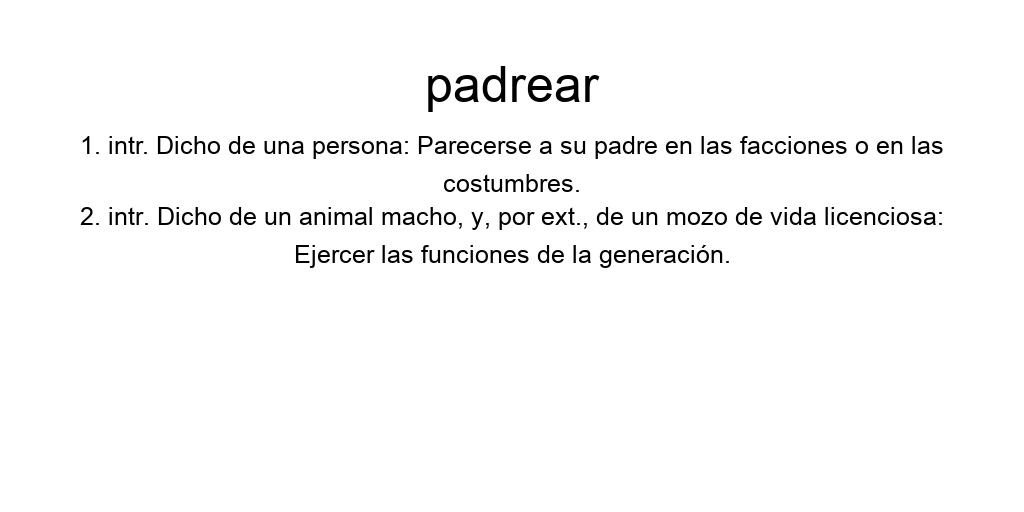 padrear
1. intr. Dicho de una persona: Parecerse a su padre en las facciones o en las
costumbres.
2. intr. Dicho de un animal macho, y, por ext., de un mozo de vida licenciosa:
Ejercer las funciones de la generación.